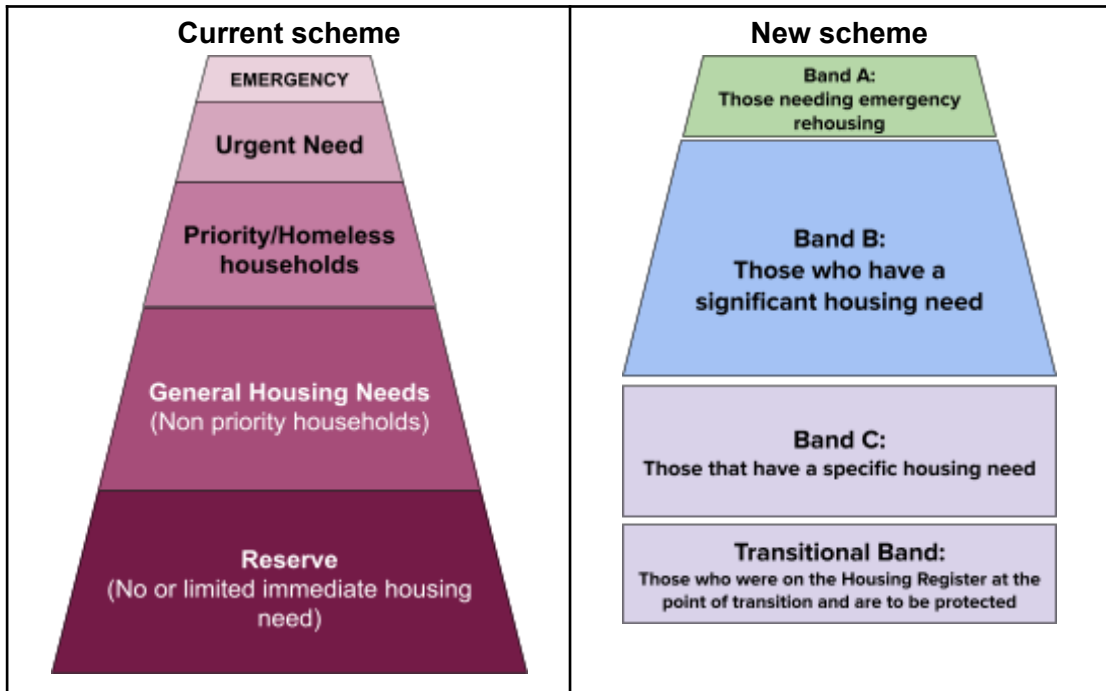 Current scheme
EMERGENCY
Urgent Need
Priority/Homeless
households
General Housing Needs
(Non priority households)
Reserve
(No or limited immediate housing
need)
New scheme
Band A:
Those needing emergency
rehousing
Band B:
Those who have a
significant housing need
Band C:
Those that have a specific housing need
Transitional Band:
Those who were on the Housing Register at the
point of transition and are to be protected